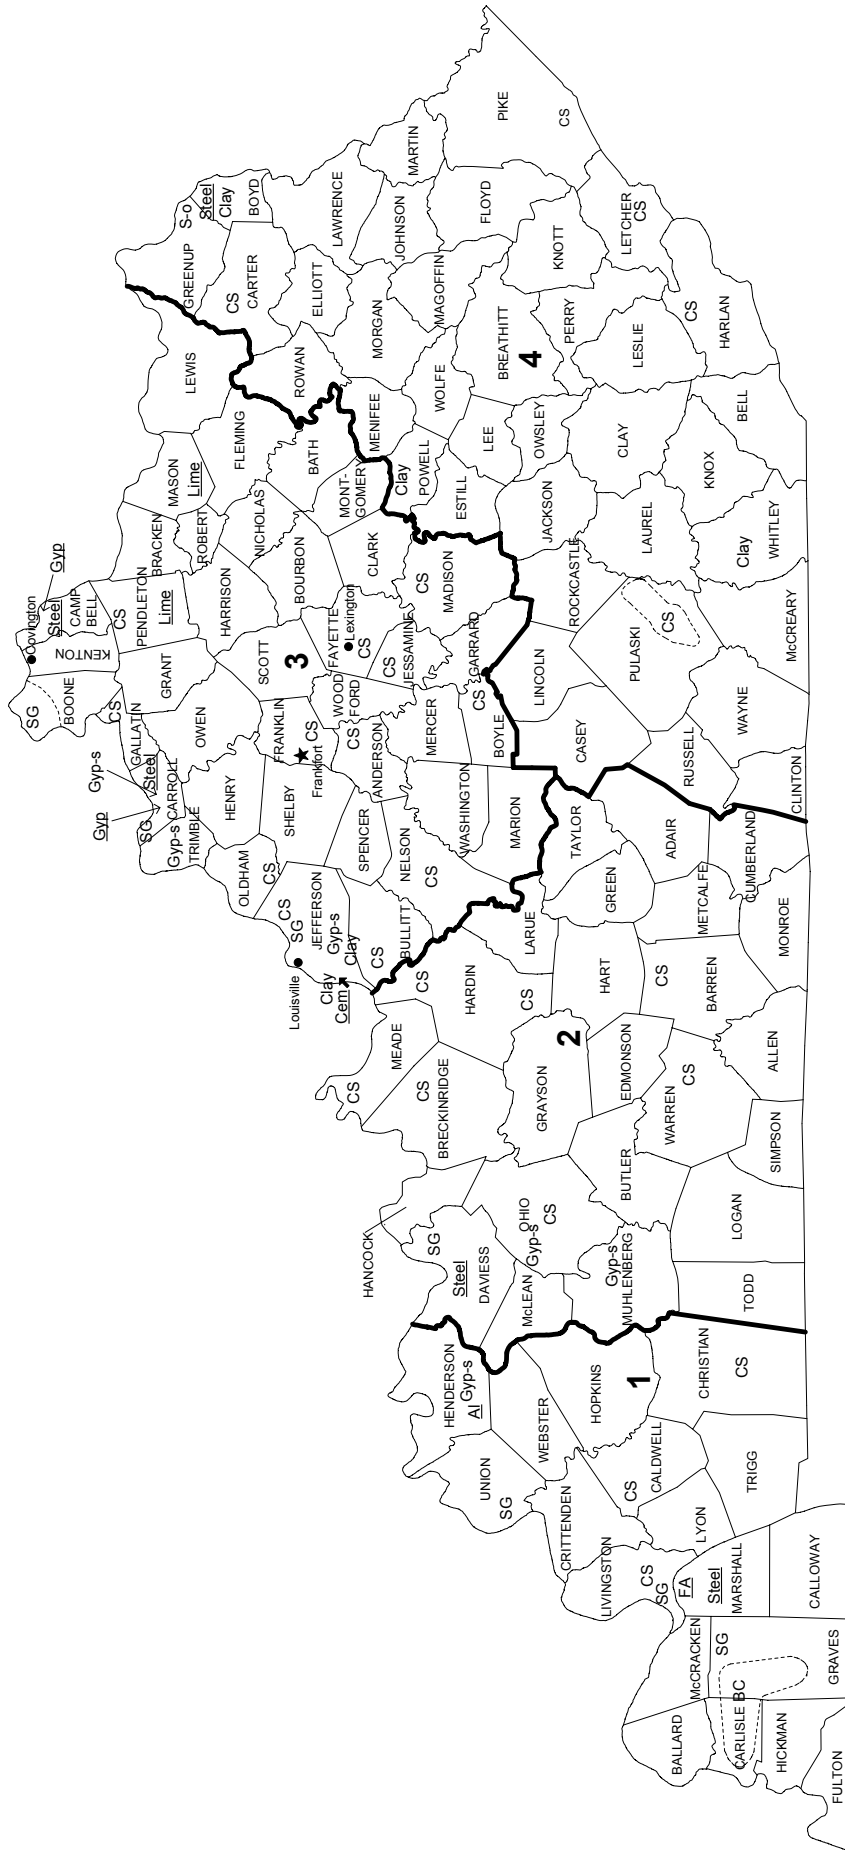 Covington
Gyp
SG
BOONE
KENTON
Steel
CAMP
BELL
CS
GALLATIN
CS
PENDLETON
Lime
BRACKEN
GRANT
Gyp-s
Gyp
SG
Steel
CARROLL
Gyp-s
TRIMBLE
OWEN
HENRY
OLDHAM
CS
SHELBY
FRANKLIN
CS
Frankfort
SCOTT
3
HARRISON
ROBERT
MASON
Lime
LEWIS
FLEMING
NICHOLAS
BOURBON
BATH
MONT-
GOMERY
CLARK
FAYETTE
Lexington
CS
WOOD
FORD
CS
JESSAMINE
CS
ANDERSON
MERCER
SPENCER
NELSON
CS
WASHINGTON
MARION
BOYLE
CS
GARRARD
CS
MADISON
Louisville
CS
SG
JEFFERSON
Gyp-s
Clay
Clay
Cem
CS
BULLITT
GREENUP
S-o
Steel
Clay
BOYD
CS
CARTER
ROWAN
ELLIOTT
LAWRENCE
MORGAN
JOHNSON
MARTIN
MENIFEE
Clay
POWELL
WOLFE
MAGOFFIN
FLOYD
PIKE
CS
ESTILL
LEE
BREATHITT
4
KNOTT
OWSLEY
PERRY
LETCHER
CS
JACKSON
CLAY
LESLIE
ROCKCASTLE
LAUREL
KNOX
BELL
CS
HARLAN
LINCOLN
CASEY
PULASKI
CS
Clay
WHITLEY
McCREARY
WAYNE
RUSSELL
CLINTON
CS
MEADE
CS
HARDIN
CS
LARUE
TAYLOR
GREEN
ADAIR
CUMBERLAND
METCALFE
MONROE
HART
CS
BARREN
CS
BRECKINRIDGE
GRAYSON
2
EDMONSON
WARREN
CS
ALLEN
SIMPSON
HANCOCK
SG
Steel
DAVIESS
OHIO
Gyp-s
CS
BUTLER
McLEAN
Gyp-s
MUHLENBERG
LOGAN
TODD
HENDERSON
Al
Gyp-s
UNION
SG
WEBSTER
HOPKINS
1
CHRISTIAN
CS
CRITTENDEN
CS
CALDWELL
TRIGG
LYON
LIVINGSTON
CS
SG
FA
Steel
MARSHALL
CALLOWAY
McCRACKEN
SG
GRAVES
BALLARD
CARLISLE
BC
HICKMAN
FULTON